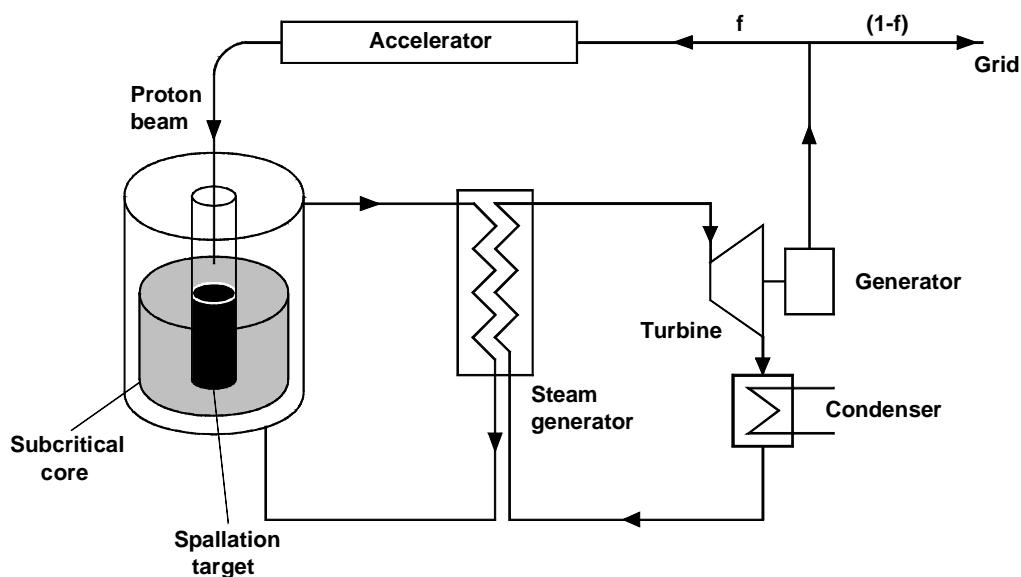 f
(1-f)
Accelerator
Grid
Proton
beam
Generator
Turbine
Steam
generator
Condenser
Subcritical
core
Spallation
target